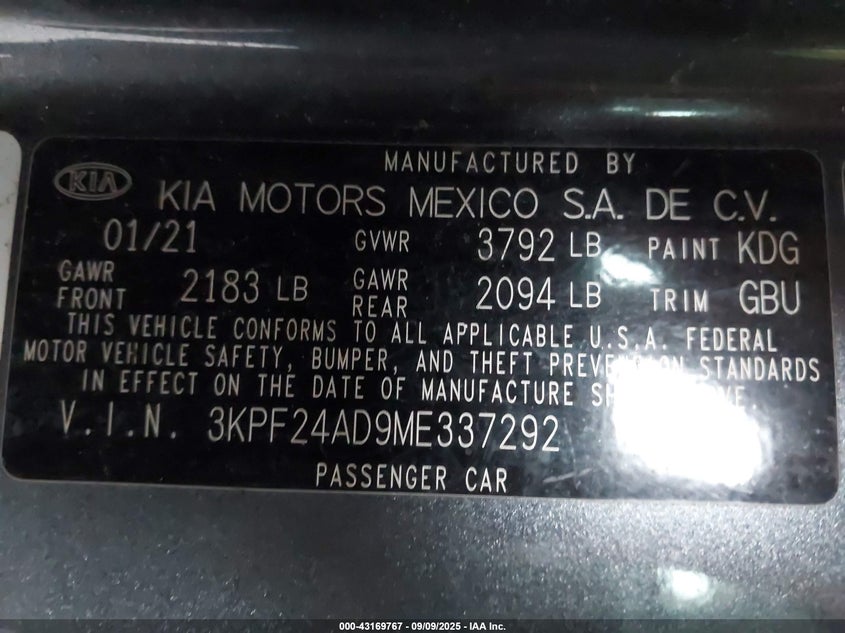 MANUFACTURED BY
KIA KIA MOTORS MEXICO S.A. DE C.V.
01/21 GVWR 3792 LB PAINT KDG
GAWR FRONT 2183 LB GAWR REAR 2094 LB TRIM GBU
THIS VEHICLE CONFORMS TO ALL APPLICABLE U.S.A. FEDERAL
MOTOR VEHICLE SAFETY, BUMPER, AND THEFT PREVENTION STANDARDS
IN EFFECT ON THE DATE OF MANUFACTURE
V.I.N. 3KPF24AD9ME337292
PASSENGER CAR
000-43169767 - 09/09/2025 - IAA Inc.